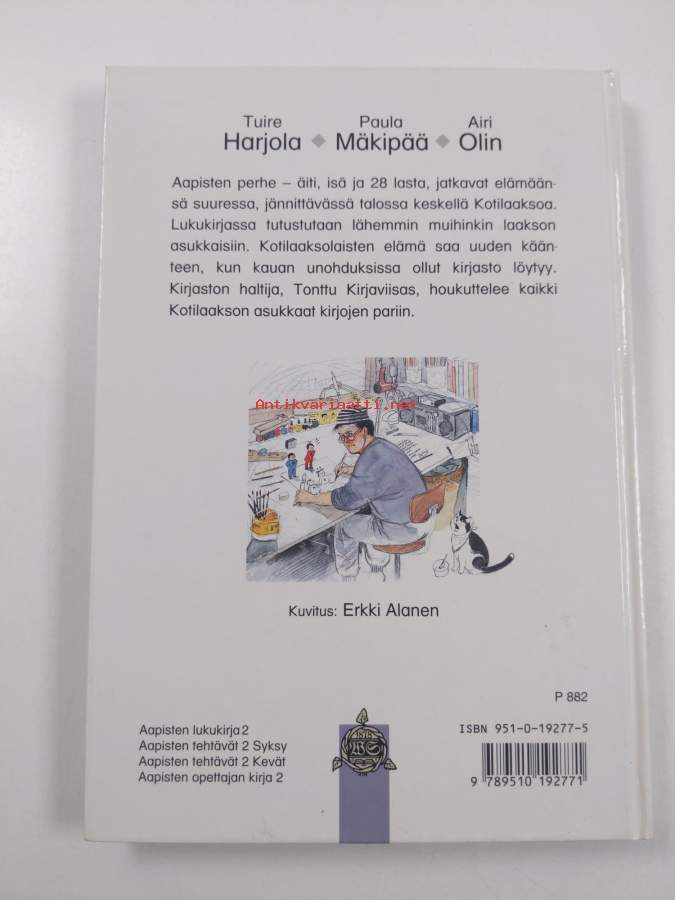 Tuire Paula Airi
Harjola ◆ Mäkipää ◆ Olin
Aapisten perhe – äiti, isä ja 28 lasta, jatkavat elämään-
sä suuressa, jännittävässä talossa keskellä Kotilaaksoa.
Lukukirjassa tutustutaan lähemmin muihinkin laakson
asukkaisiin. Kotilaaksolaisten elämä saa uuden kään-
teen, kun kauan unohduksissa ollut kirjasto löytyy.
Kirjaston haltija, Tonttu Kirjaviisas, houkuttelee kaikki
Kotilaakson asukkaat kirjojen pariin.
Antikvariaatti.net
Kuvitus: Erkki Alanen
P 882
Aapisten lukukirja 2
Aapisten tehtävät 2 Syksy
Aapisten tehtävät 2 Kevät
Aapisten opettajan kirja 2
1878
WS
ISBN 951-0-19277-5
9 789510 192771